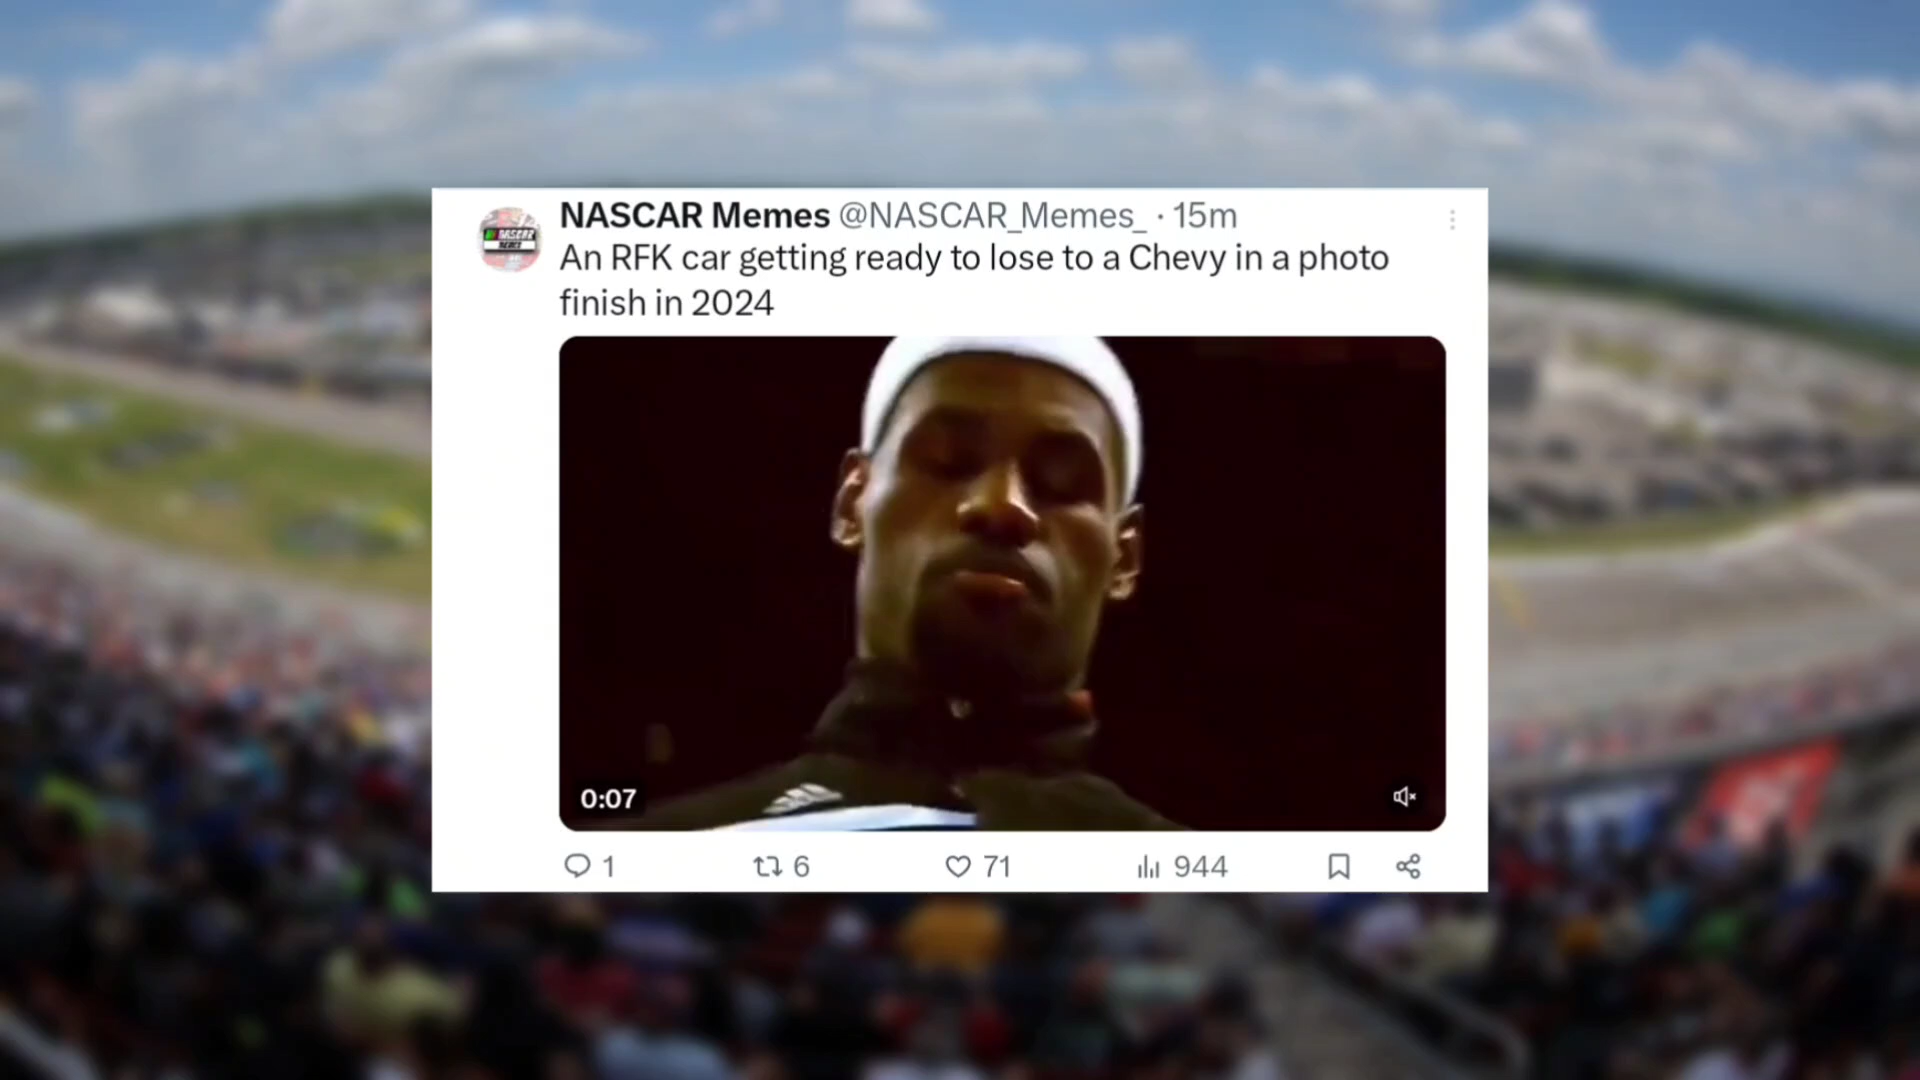 NASCAR Memes @NASCAR_Memes_ · 15m
An RFK car getting ready to lose to a Chevy in a photo
finish in 2024
NASCAR
0:07
1 6 71 944